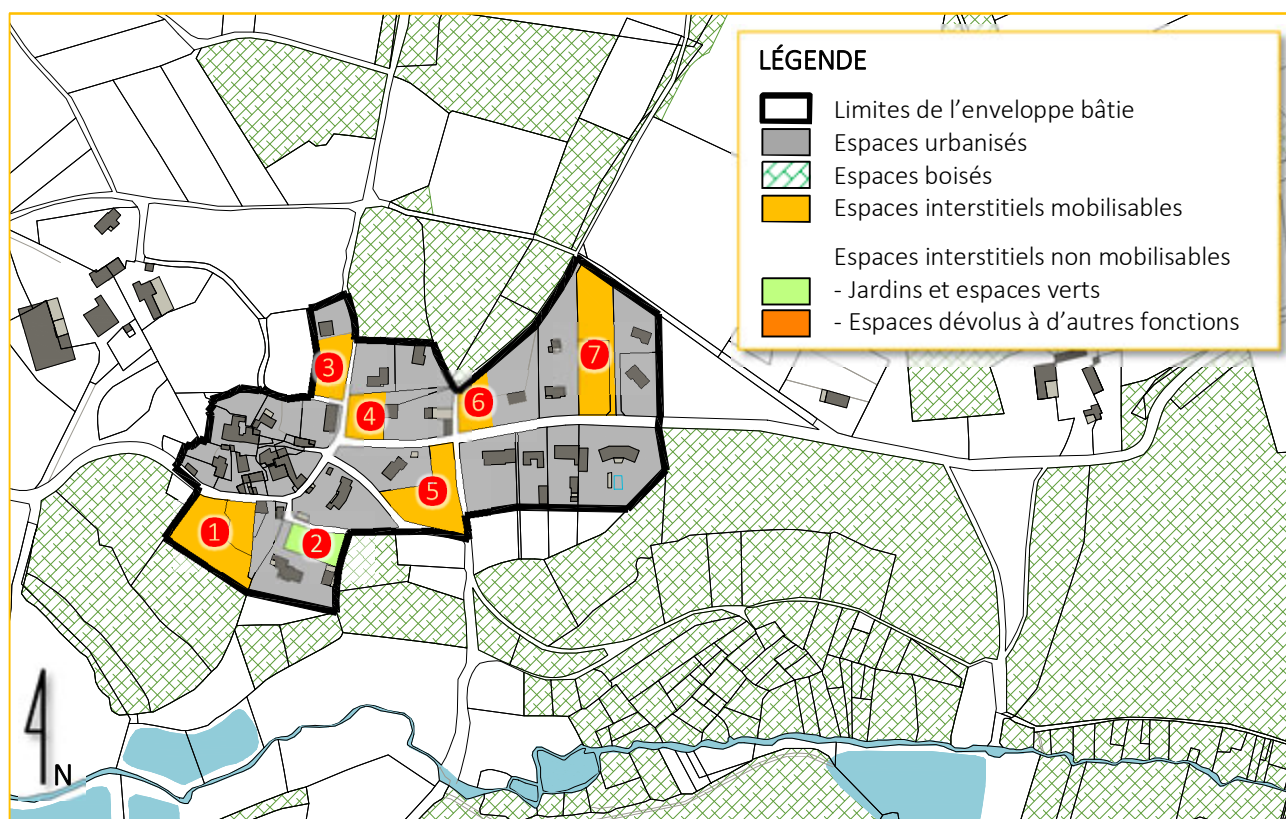 LÉGENDE
Limites de l'enveloppe bâtie
Espaces urbanisés
Espaces boisés
Espaces interstitiels mobilisables
Espaces interstitiels non mobilisables
- Jardins et espaces verts
- Espaces dévolus à d'autres fonctions
7
3
6
4
5
1
2
N